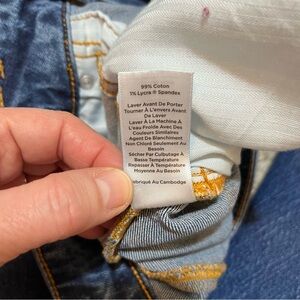 99% Coton
1% Lycra ® Spandex
Laver Avant De Porter
Tourner À L'envers Avant
De Laver
Laver À La Machine À
L'eau Froide Avec Des
Couleurs Similaires
Agent De Blanchiment
Non Chloré Seulement Au
Besoin
Sécher Par Culbutage À
Basse Température
Repasser À Température
Moyenne Au Besoin
Fabriqué Au Cambodge